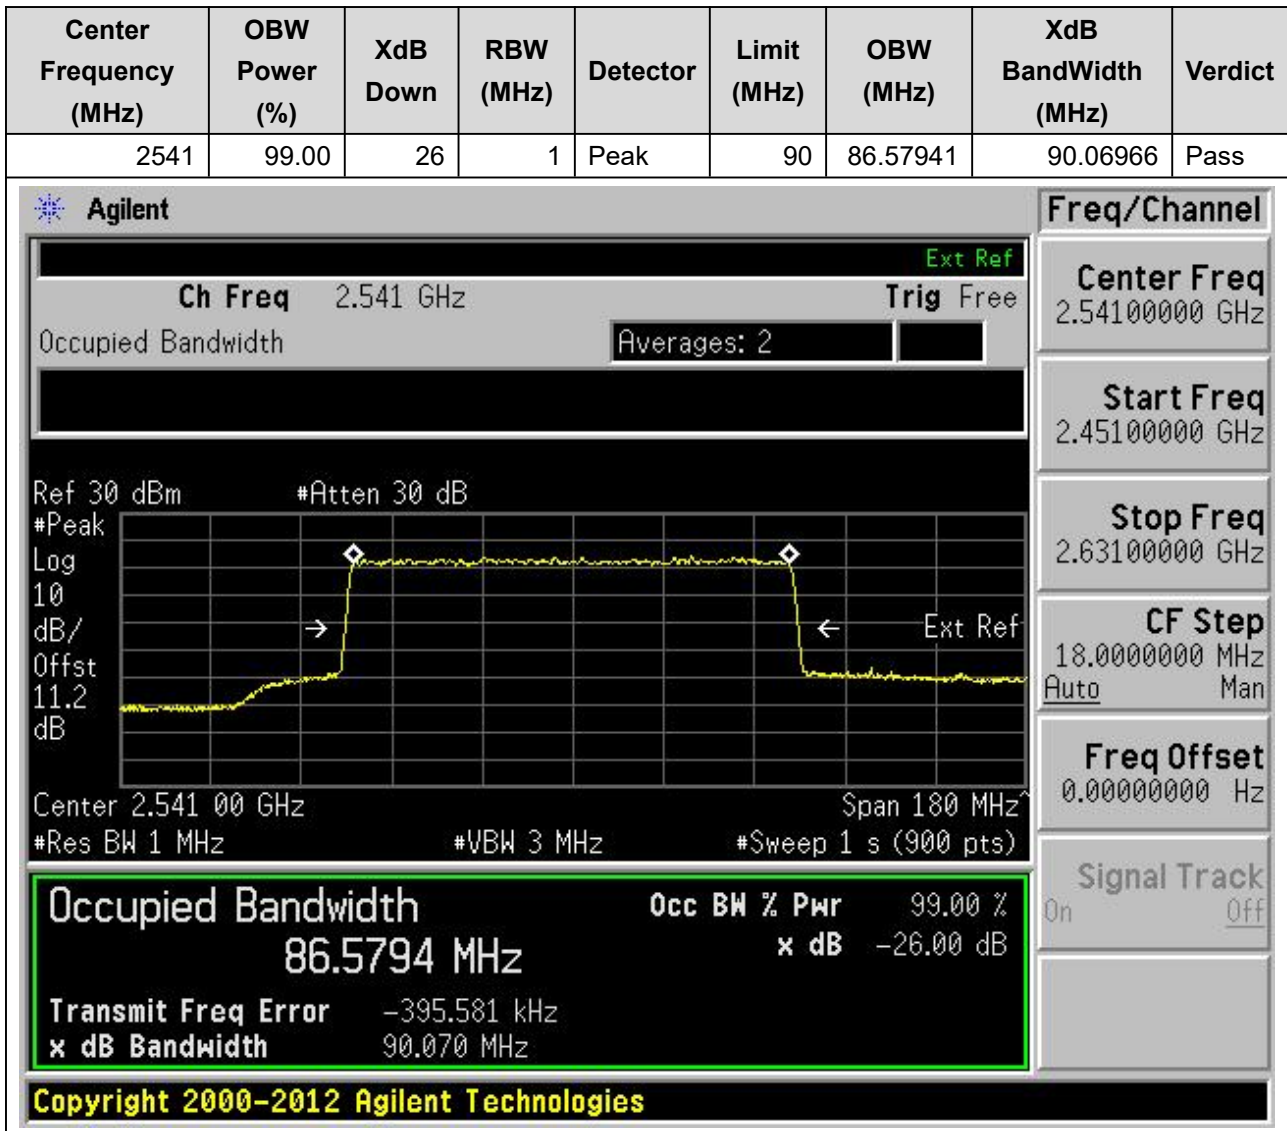 Center Frequency (MHz) OBW Power (%) XdB Down RBW (MHz) Detector Limit (MHz) OBW (MHz) XdB BandWidth (MHz) Verdict
2541 99.00 26 1 Peak 90 86.57941 90.06966 Pass
Agilent
Freq/Channel
Ext Ref
Ch Freq 2.541 GHz Trig Free
Occupied Bandwidth Averages: 2
Ref 30 dBm #Atten 30 dB
#Peak
Log
10
dB/
Offst
11.2
dB
Ext Ref
Center 2.541 00 GHz Span 180 MHz^
#Res BW 1 MHz #VBW 3 MHz #Sweep 1 s (900 pts)
Occupied Bandwidth Occ BW % Pwr 99.00 %
86.5794 MHz x dB -26.00 dB
Transmit Freq Error -395.581 kHz
x dB Bandwidth 90.070 MHz
Center Freq
2.54100000 GHz
Start Freq
2.45100000 GHz
Stop Freq
2.63100000 GHz
CF Step
18.0000000 MHz
Auto Man
Freq Offset
0.00000000 Hz
Signal Track
On Off
Copyright 2000-2012 Agilent Technologies